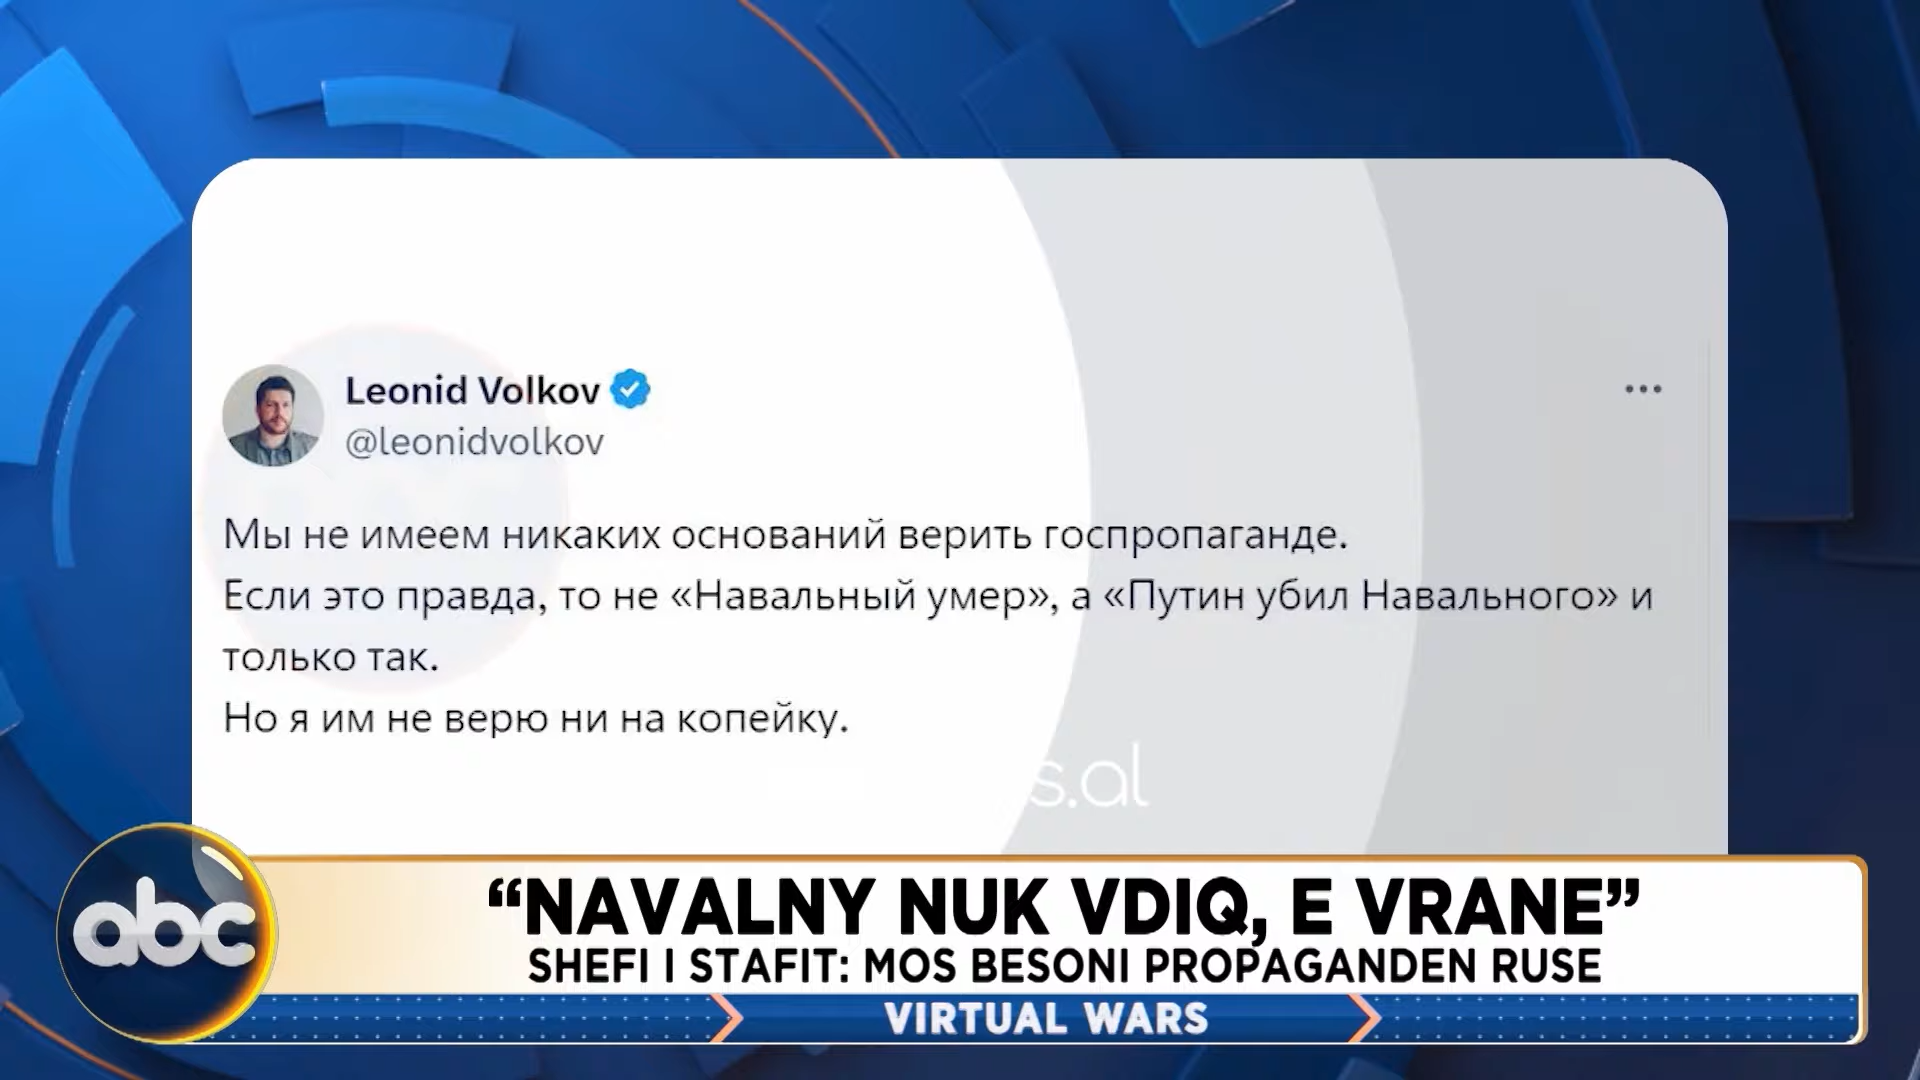 Leonid Volkov
@leonidvolkov
Мы не имеем никаких оснований верить госпропаганде.
Если это правда, то не «Навальный умер», а «Путин убил Навального» и
только так.
Но я им не верю ни на копейку.
s.al
abc
“NAVALNY NUK VDIQ, E VRANE”
SHEFI I STAFIT: MOS BESONI PROPAGANDEN RUSE
VIRTUAL WARS